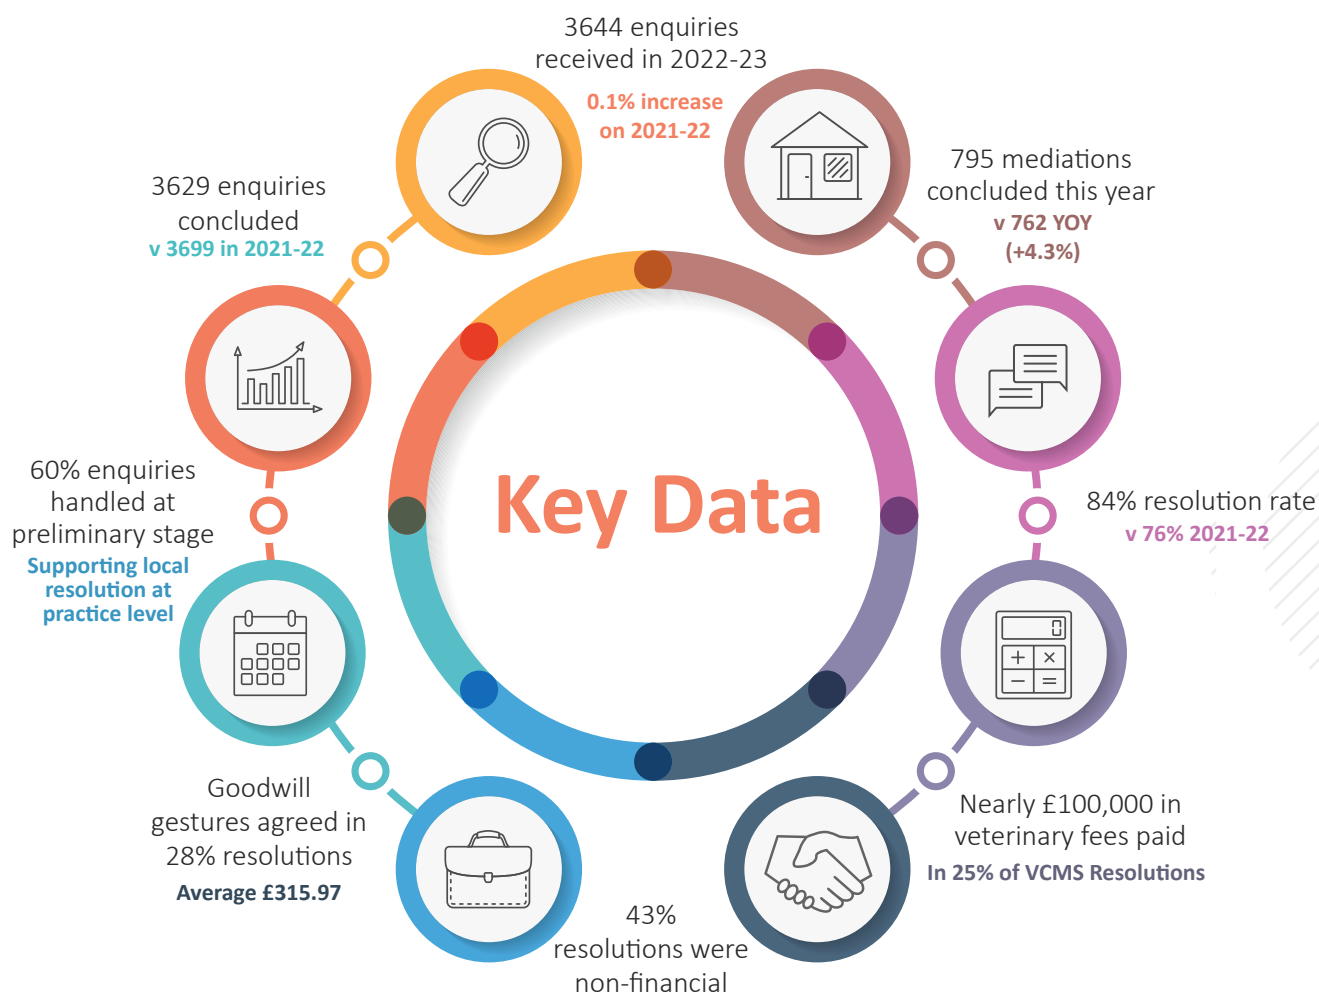 3644 enquiries
received in 2022-23
0.1% increase
on 2021-22
795 mediations
concluded this year
v 762 YOY
(+4.3%)
3629 enquiries
concluded
v 3699 in 2021-22
60% enquiries
handled at
preliminary stage
Supporting local
resolution at
practice level
Key Data
84% resolution rate
v 76% 2021-22
0
+ ×
− =
Goodwill
gestures agreed in
28% resolutions
Average £315.97
Nearly £100,000 in
veterinary fees paid
In 25% of VCMS Resolutions
43%
resolutions were
non-financial